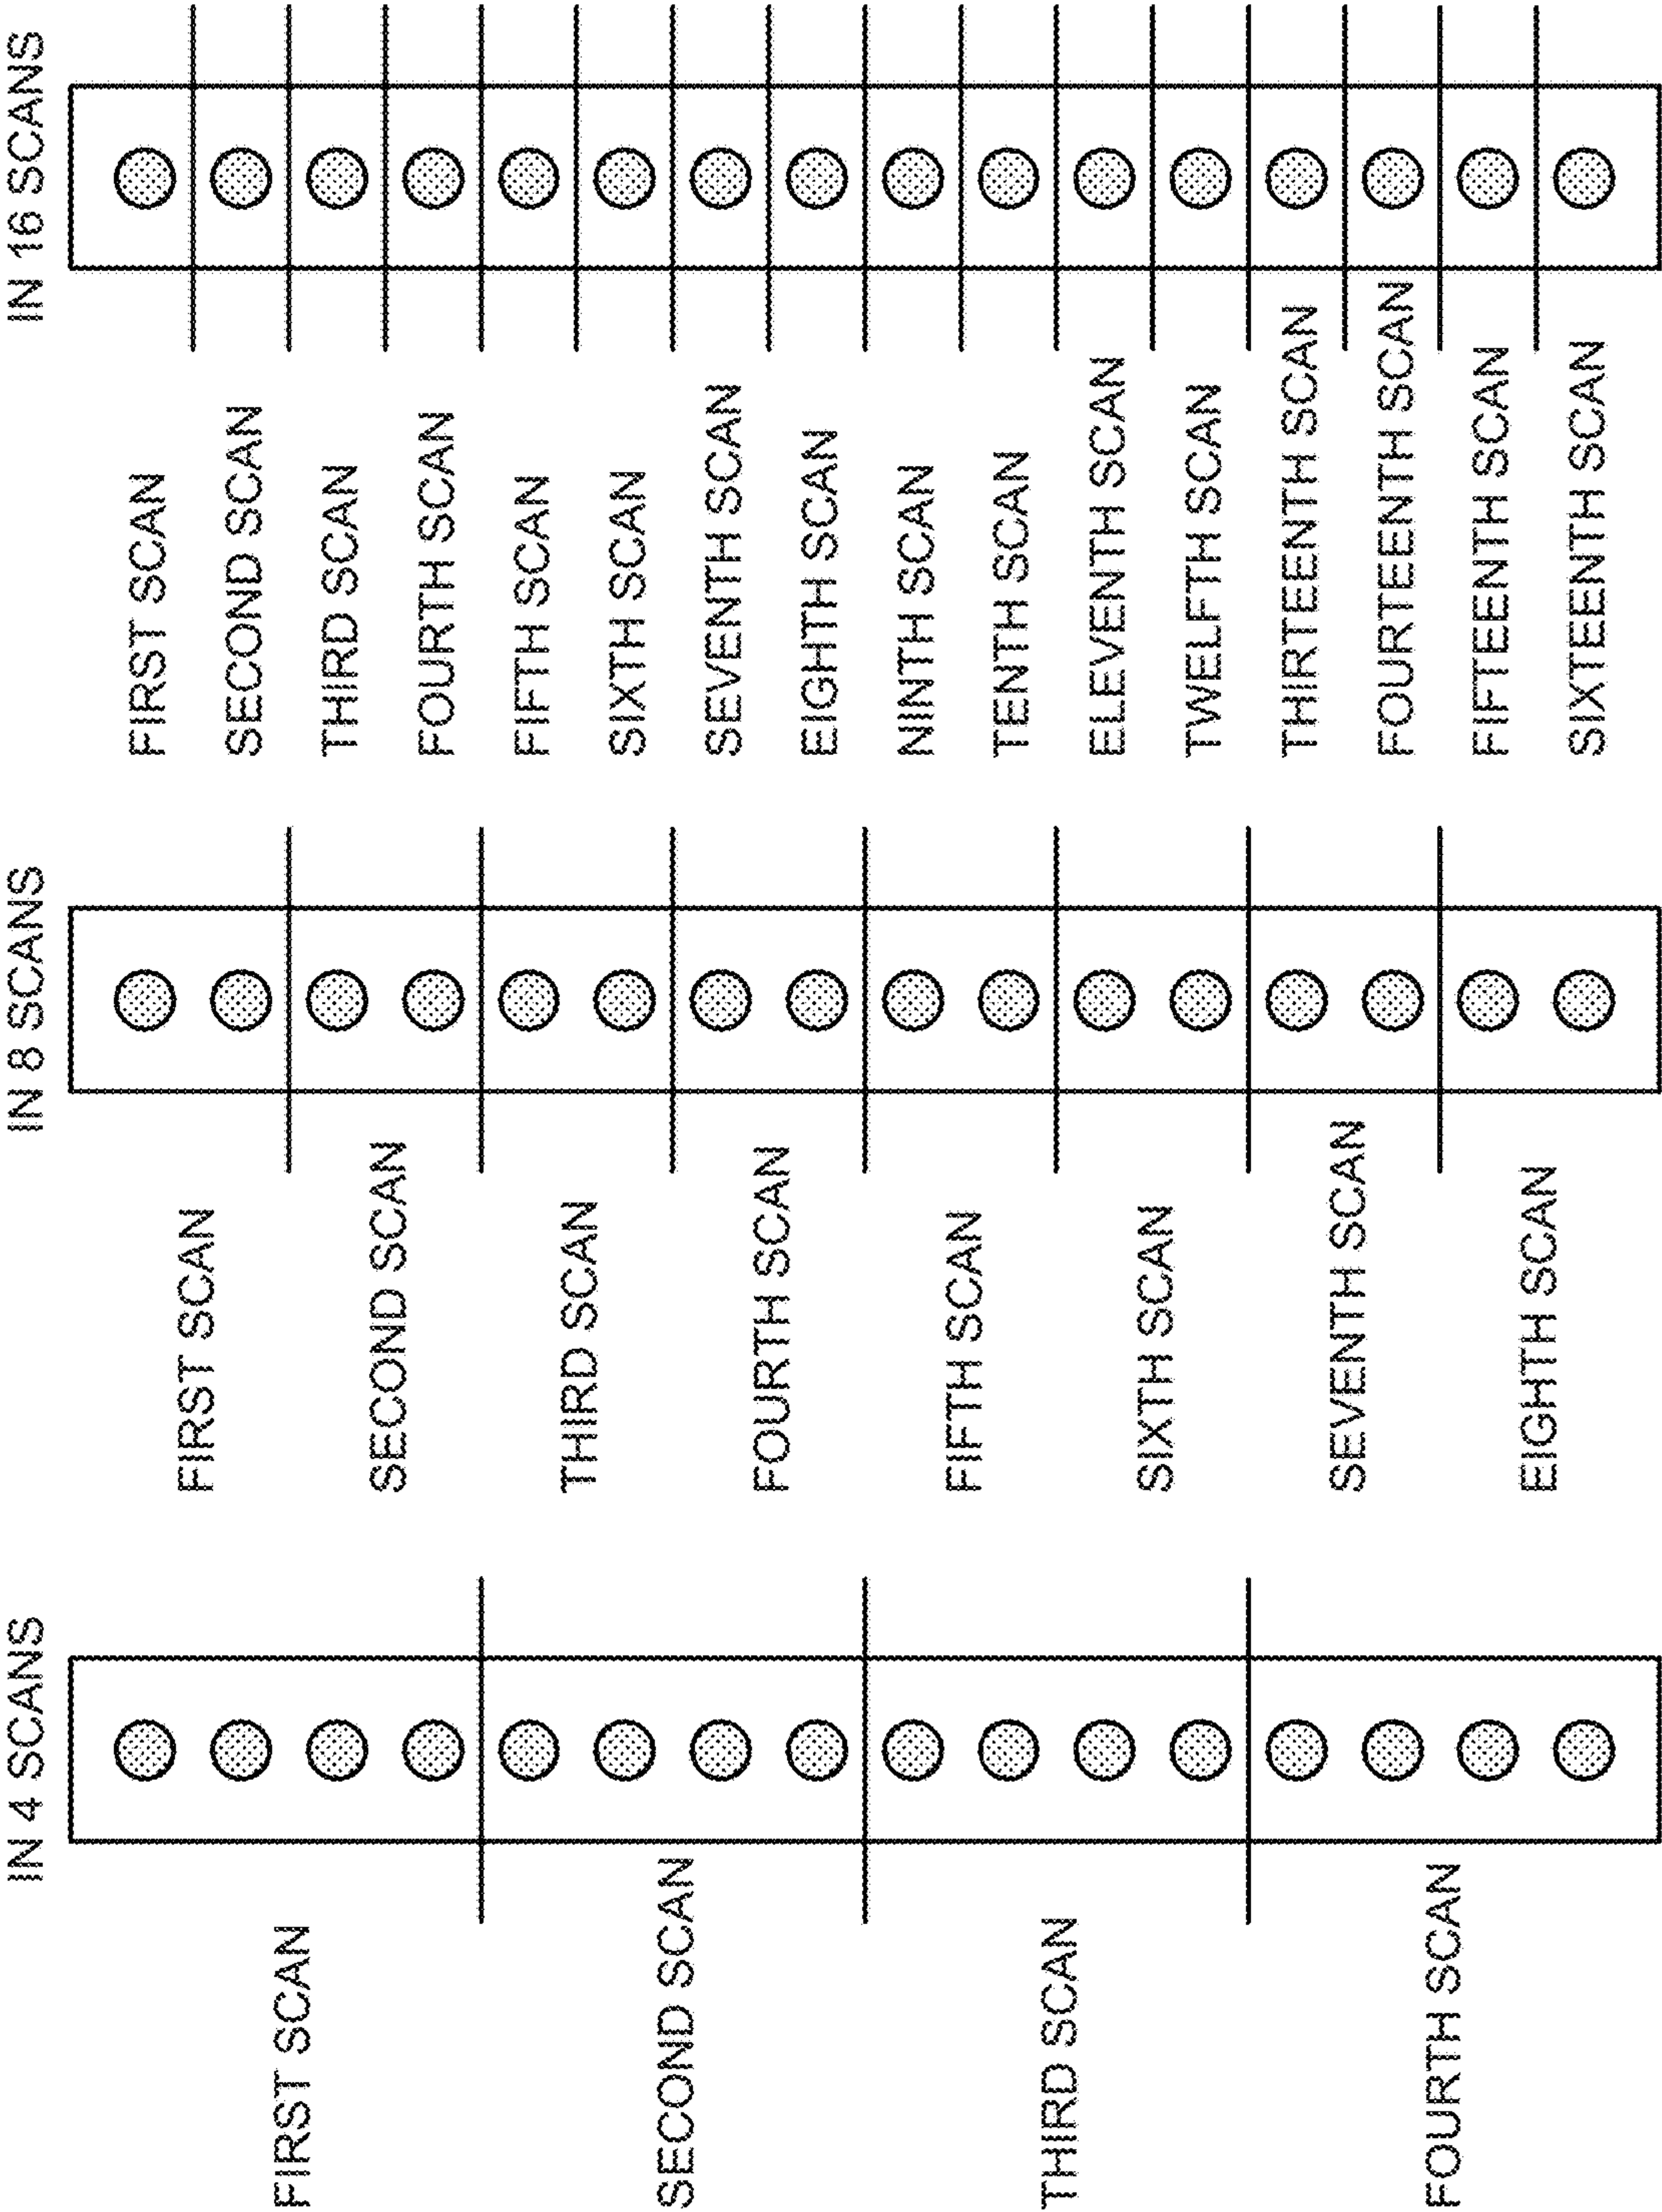 IN 4 SCANS
FIRST SCAN
SECOND SCAN
THIRD SCAN
FOURTH SCAN
IN 8 SCANS
FIRST SCAN
SECOND SCAN
THIRD SCAN
FOURTH SCAN
FIFTH SCAN
SIXTH SCAN
SEVENTH SCAN
EIGHTH SCAN
IN 16 SCANS
FIRST SCAN
SECOND SCAN
THIRD SCAN
FOURTH SCAN
FIFTH SCAN
SIXTH SCAN
SEVENTH SCAN
EIGHTH SCAN
NINTH SCAN
TENTH SCAN
ELEVENTH SCAN
TWELFTH SCAN
THIRTEENTH SCAN
FOURTEENTH SCAN
FIFTEENTH SCAN
SIXTEENTH SCAN